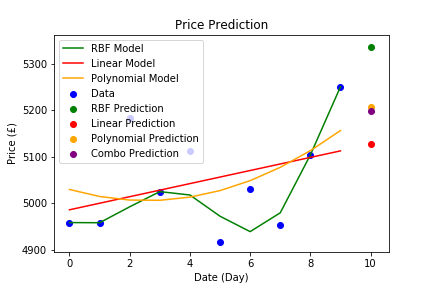 Price Prediction
RBF Model
Linear Model
Polynomial Model
Data
RBF Prediction
Linear Prediction
Polynomial Prediction
Combo Prediction
Price (£)
5300
5200
5100
5000
4900
0 2 4 6 8 10
Date (Day)